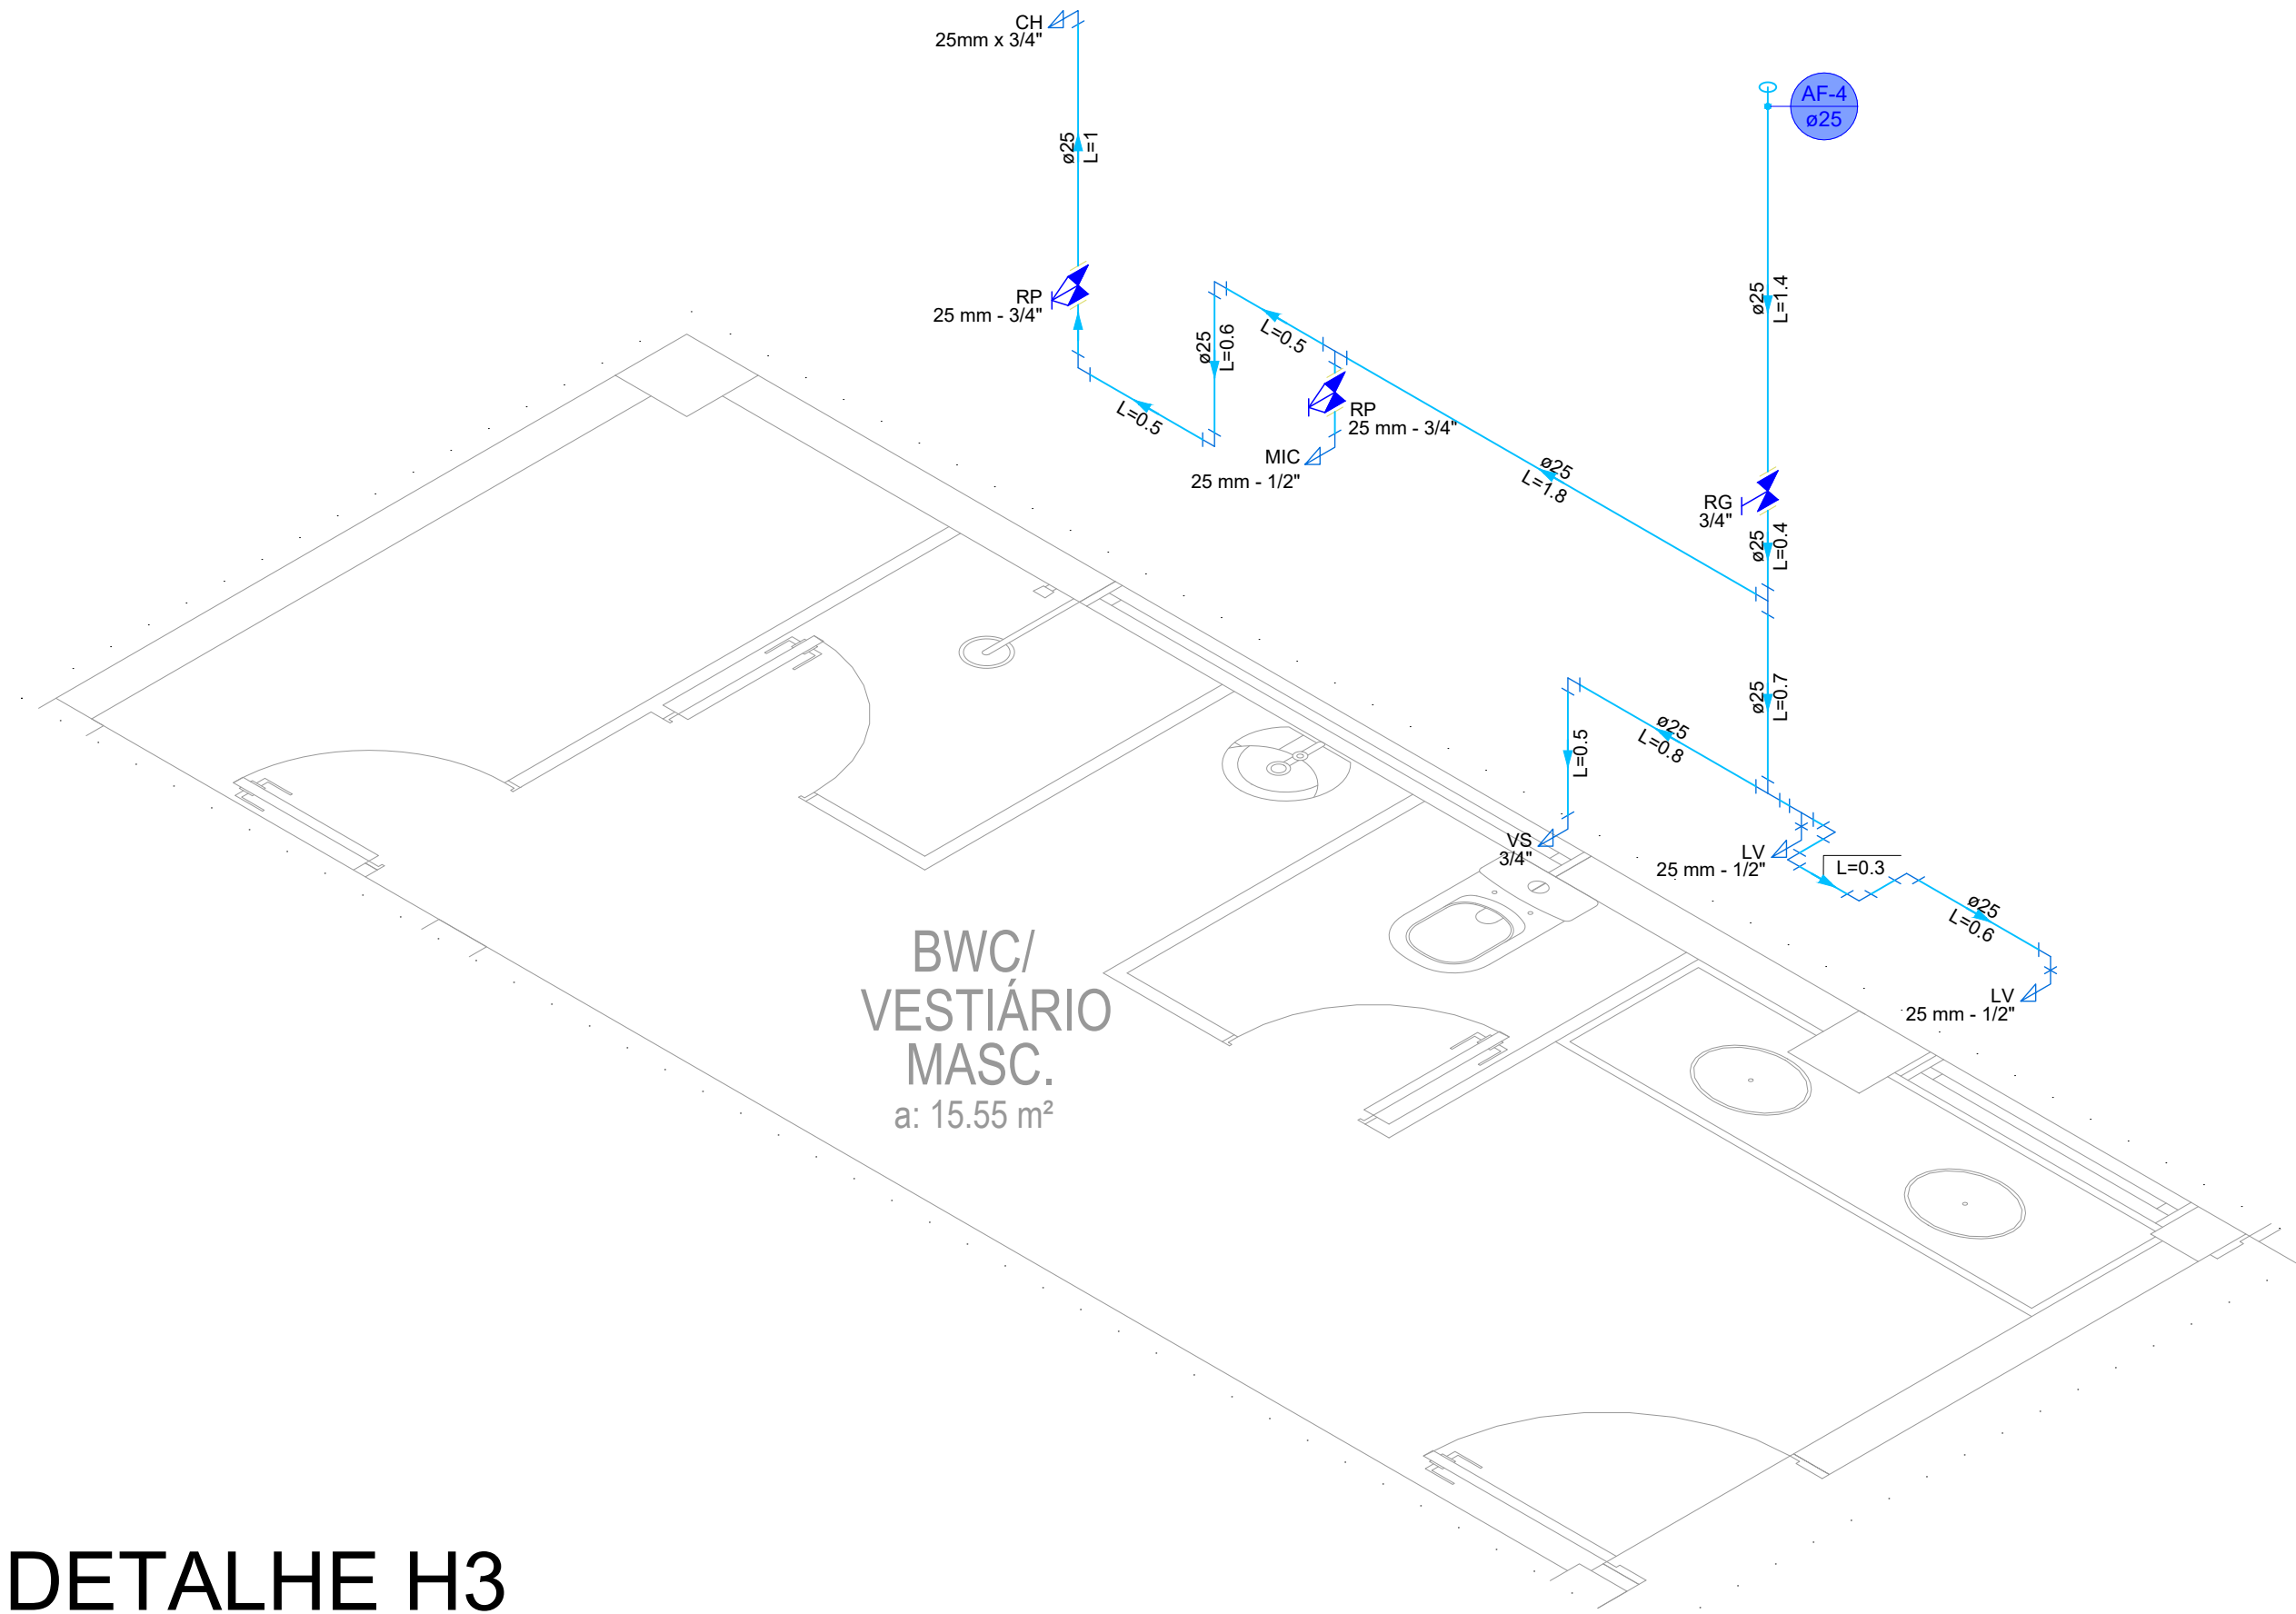 CH
25mm x 3/4"
AF-4
ø25
ø25
L=1
ø25
L=1.4
RP
25 mm - 3/4"
ø25
L=0.6
L=0.5
L=0.5
RP
25 mm - 3/4"
MIC
25 mm - 1/2"
ø25
L=1.8
RG
3/4"
ø25
L=0.4
ø25
L=0.7
ø25
L=0.8
L=0.5
VS
3/4"
LV
25 mm - 1/2"
L=0.3
ø25
L=0.6
LV
25 mm - 1/2"
BWC/
VESTIÁRIO
MASC.
a: 15.55 m²
DETALHE H3